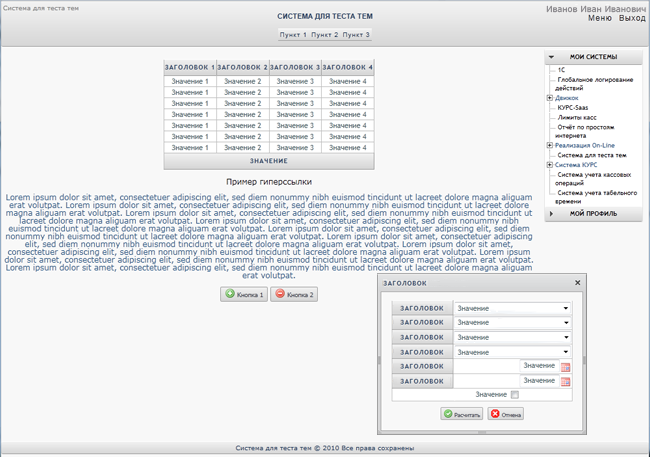 Система для теста тем
Иванов Иван Иванович
СИСТЕМА ДЛЯ ТЕСТА ТЕМ
Меню Выход
Пункт 1 Пункт 2 Пункт 3
ЗАГОЛОВОК 1 ЗАГОЛОВОК 2 ЗАГОЛОВОК 3 ЗАГОЛОВОК 4
Значение 1 Значение 2 Значение 3 Значение 4
Значение 1 Значение 2 Значение 3 Значение 4
Значение 1 Значение 2 Значение 3 Значение 4
Значение 1 Значение 2 Значение 3 Значение 4
Значение 1 Значение 2 Значение 3 Значение 4
Значение 1 Значение 2 Значение 3 Значение 4
Значение 1 Значение 2 Значение 3 Значение 4
ЗНАЧЕНИЕ
Пример гиперссылки
Lorem ipsum dolor sit amet, consectetuer adipiscing elit, sed diem nonummy nibh euismod tincidunt ut lacreet dolore magna aliguam
erat volutpat. Lorem ipsum dolor sit amet, consectetuer adipiscing elit, sed diem nonummy nibh euismod tincidunt ut lacreet dolore
magna aliguam erat volutpat. Lorem ipsum dolor sit amet, consectetuer adipiscing elit, sed diem nonummy nibh euismod tincidunt ut
lacreet dolore magna aliguam erat volutpat. Lorem ipsum dolor sit amet, consectetuer adipiscing elit, sed diem nonummy nibh
euismod tincidunt ut lacreet dolore magna aliguam erat volutpat. Lorem ipsum dolor sit amet, consectetuer adipiscing elit, sed diem
nonummy nibh euismod tincidunt ut lacreet dolore magna aliguam erat volutpat. Lorem ipsum dolor sit amet, consectetuer adipiscing
elit, sed diem nonummy nibh euismod tincidunt ut lacreet dolore magna aliguam erat volutpat. Lorem ipsum dolor sit amet,
consectetuer adipiscing elit, sed diem nonummy nibh euismod tincidunt ut lacreet dolore magna aliguam erat volutpat. Lorem ipsum
dolor sit amet, consectetuer adipiscing elit, sed diem nonummy nibh euismod tincidunt ut lacreet dolore magna aliguam erat volutpat.
Lorem ipsum dolor sit amet, consectetuer adipiscing elit, sed diem nonummy nibh euismod tincidunt ut lacreet dolore magna aliguam
erat volutpat.
Кнопка 1 Кнопка 2
МОИ СИСТЕМЫ
1С
Глобальное логирование
действий
Движок
КУРС-Saas
Лимиты касс
Отчёт по простоям
интернета
Реализация On-Line
Система для теста тем
Система КУРС
Система учета кассовых
операций
Система учета табельного
времени
МОЙ ПРОФИЛЬ
ЗАГОЛОВОК
ЗАГОЛОВОК Значение
ЗАГОЛОВОК Значение
ЗАГОЛОВОК Значение
ЗАГОЛОВОК Значение
ЗАГОЛОВОК Значение
ЗАГОЛОВОК Значение
Значение
Расчитать Отмена
Система для теста тем © 2010 Все права сохранены